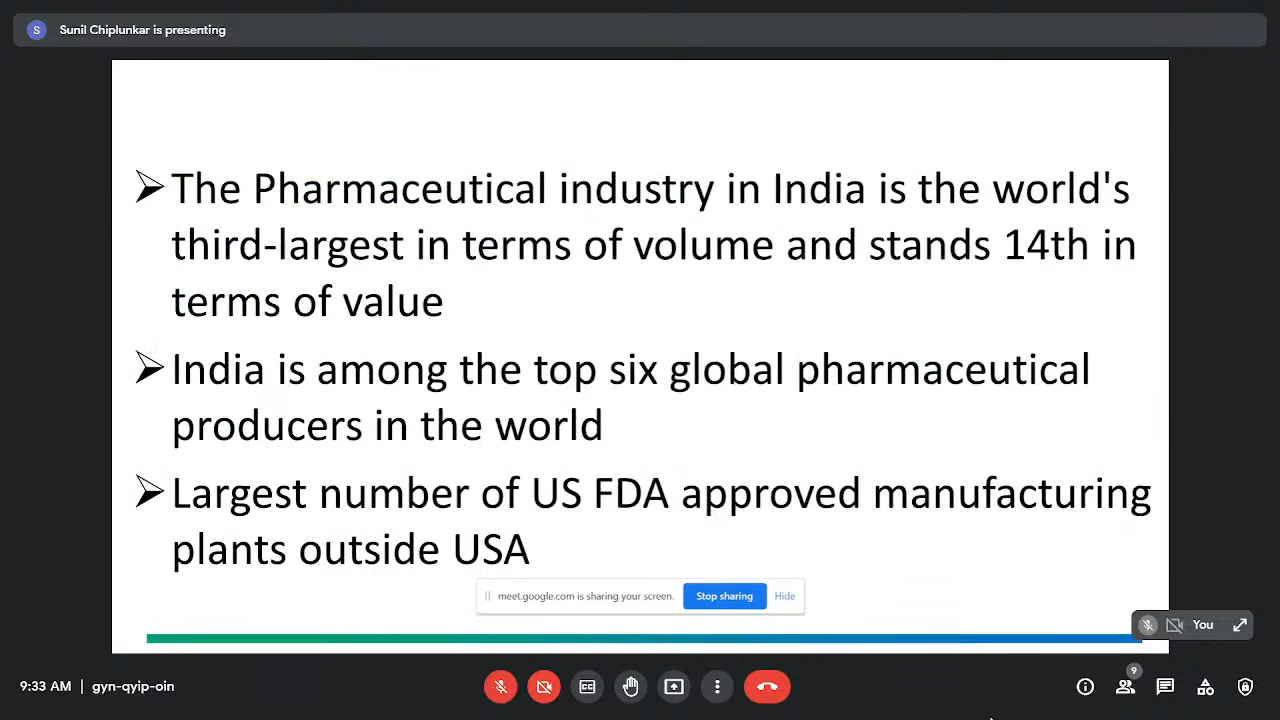 S Sunil Chiplunkar is presenting
The Pharmaceutical industry in India is the world's
third-largest in terms of volume and stands 14th in
terms of value
India is among the top six global pharmaceutical
producers in the world
Largest number of US FDA approved manufacturing
plants outside USA
meet.google.com is sharing your screen. Stop sharing Hide
You
9
9:33 AM | gyn-qyip-oin
CC